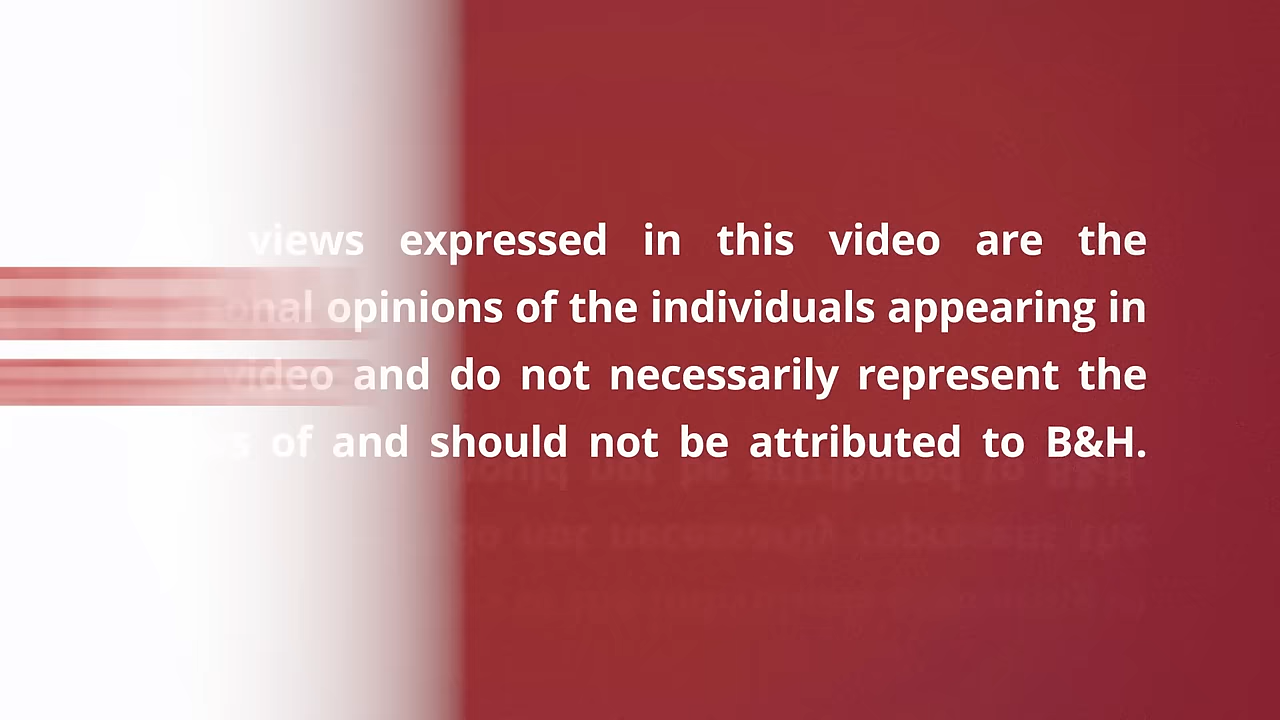 views expressed in this video are the
opinions of the individuals appearing in
video and do not necessarily represent the
of and should not be attributed to B&H.